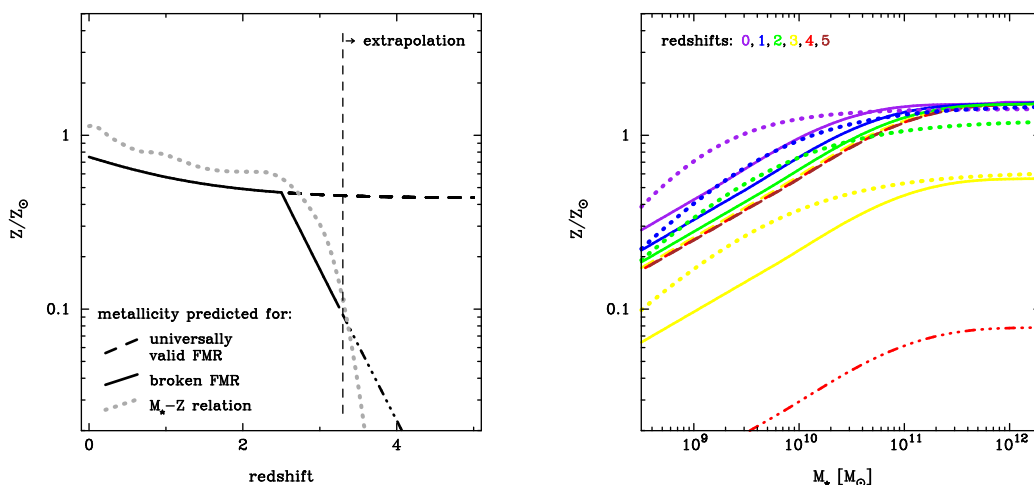 → extrapolation
1
0.1
Z/Z⊙
metallicity predicted for:
universally
valid FMR
broken FMR
M⋆−Z relation
0
2
4
redshift
redshifts: 0, 1, 2, 3, 4, 5
1
0.1
Z/Z⊙
10⁹
10¹⁰
10¹¹
10¹²
M⋆ [M⊙]